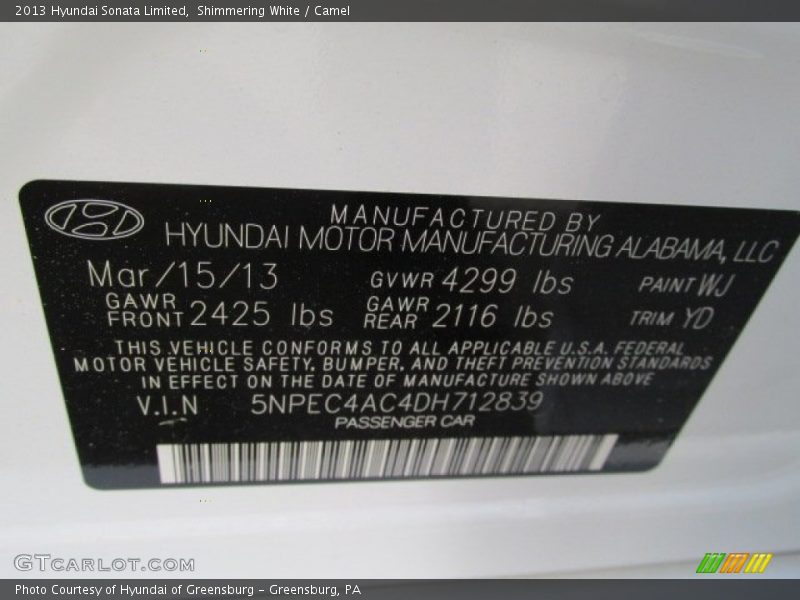 2013 Hyundai Sonata Limited, Shimmering White / Camel
MANUFACTURED BY
HYUNDAI MOTOR MANUFACTURING ALABAMA, LLC
Mar/15/13 GVWR 4299 lbs PAINT WJ
GAWR FRONT 2425 lbs GAWR REAR 2116 lbs TRIM YD
THIS VEHICLE CONFORMS TO ALL APPLICABLE U.S.A. FEDERAL
MOTOR VEHICLE SAFETY, BUMPER, AND THEFT PREVENTION STANDARDS
IN EFFECT ON THE DATE OF MANUFACTURE SHOWN ABOVE
V.I.N 5NPEC4AC4DH712839
PASSENGER CAR
GTCARLOT.COM
Photo Courtesy of Hyundai of Greensburg - Greensburg, PA